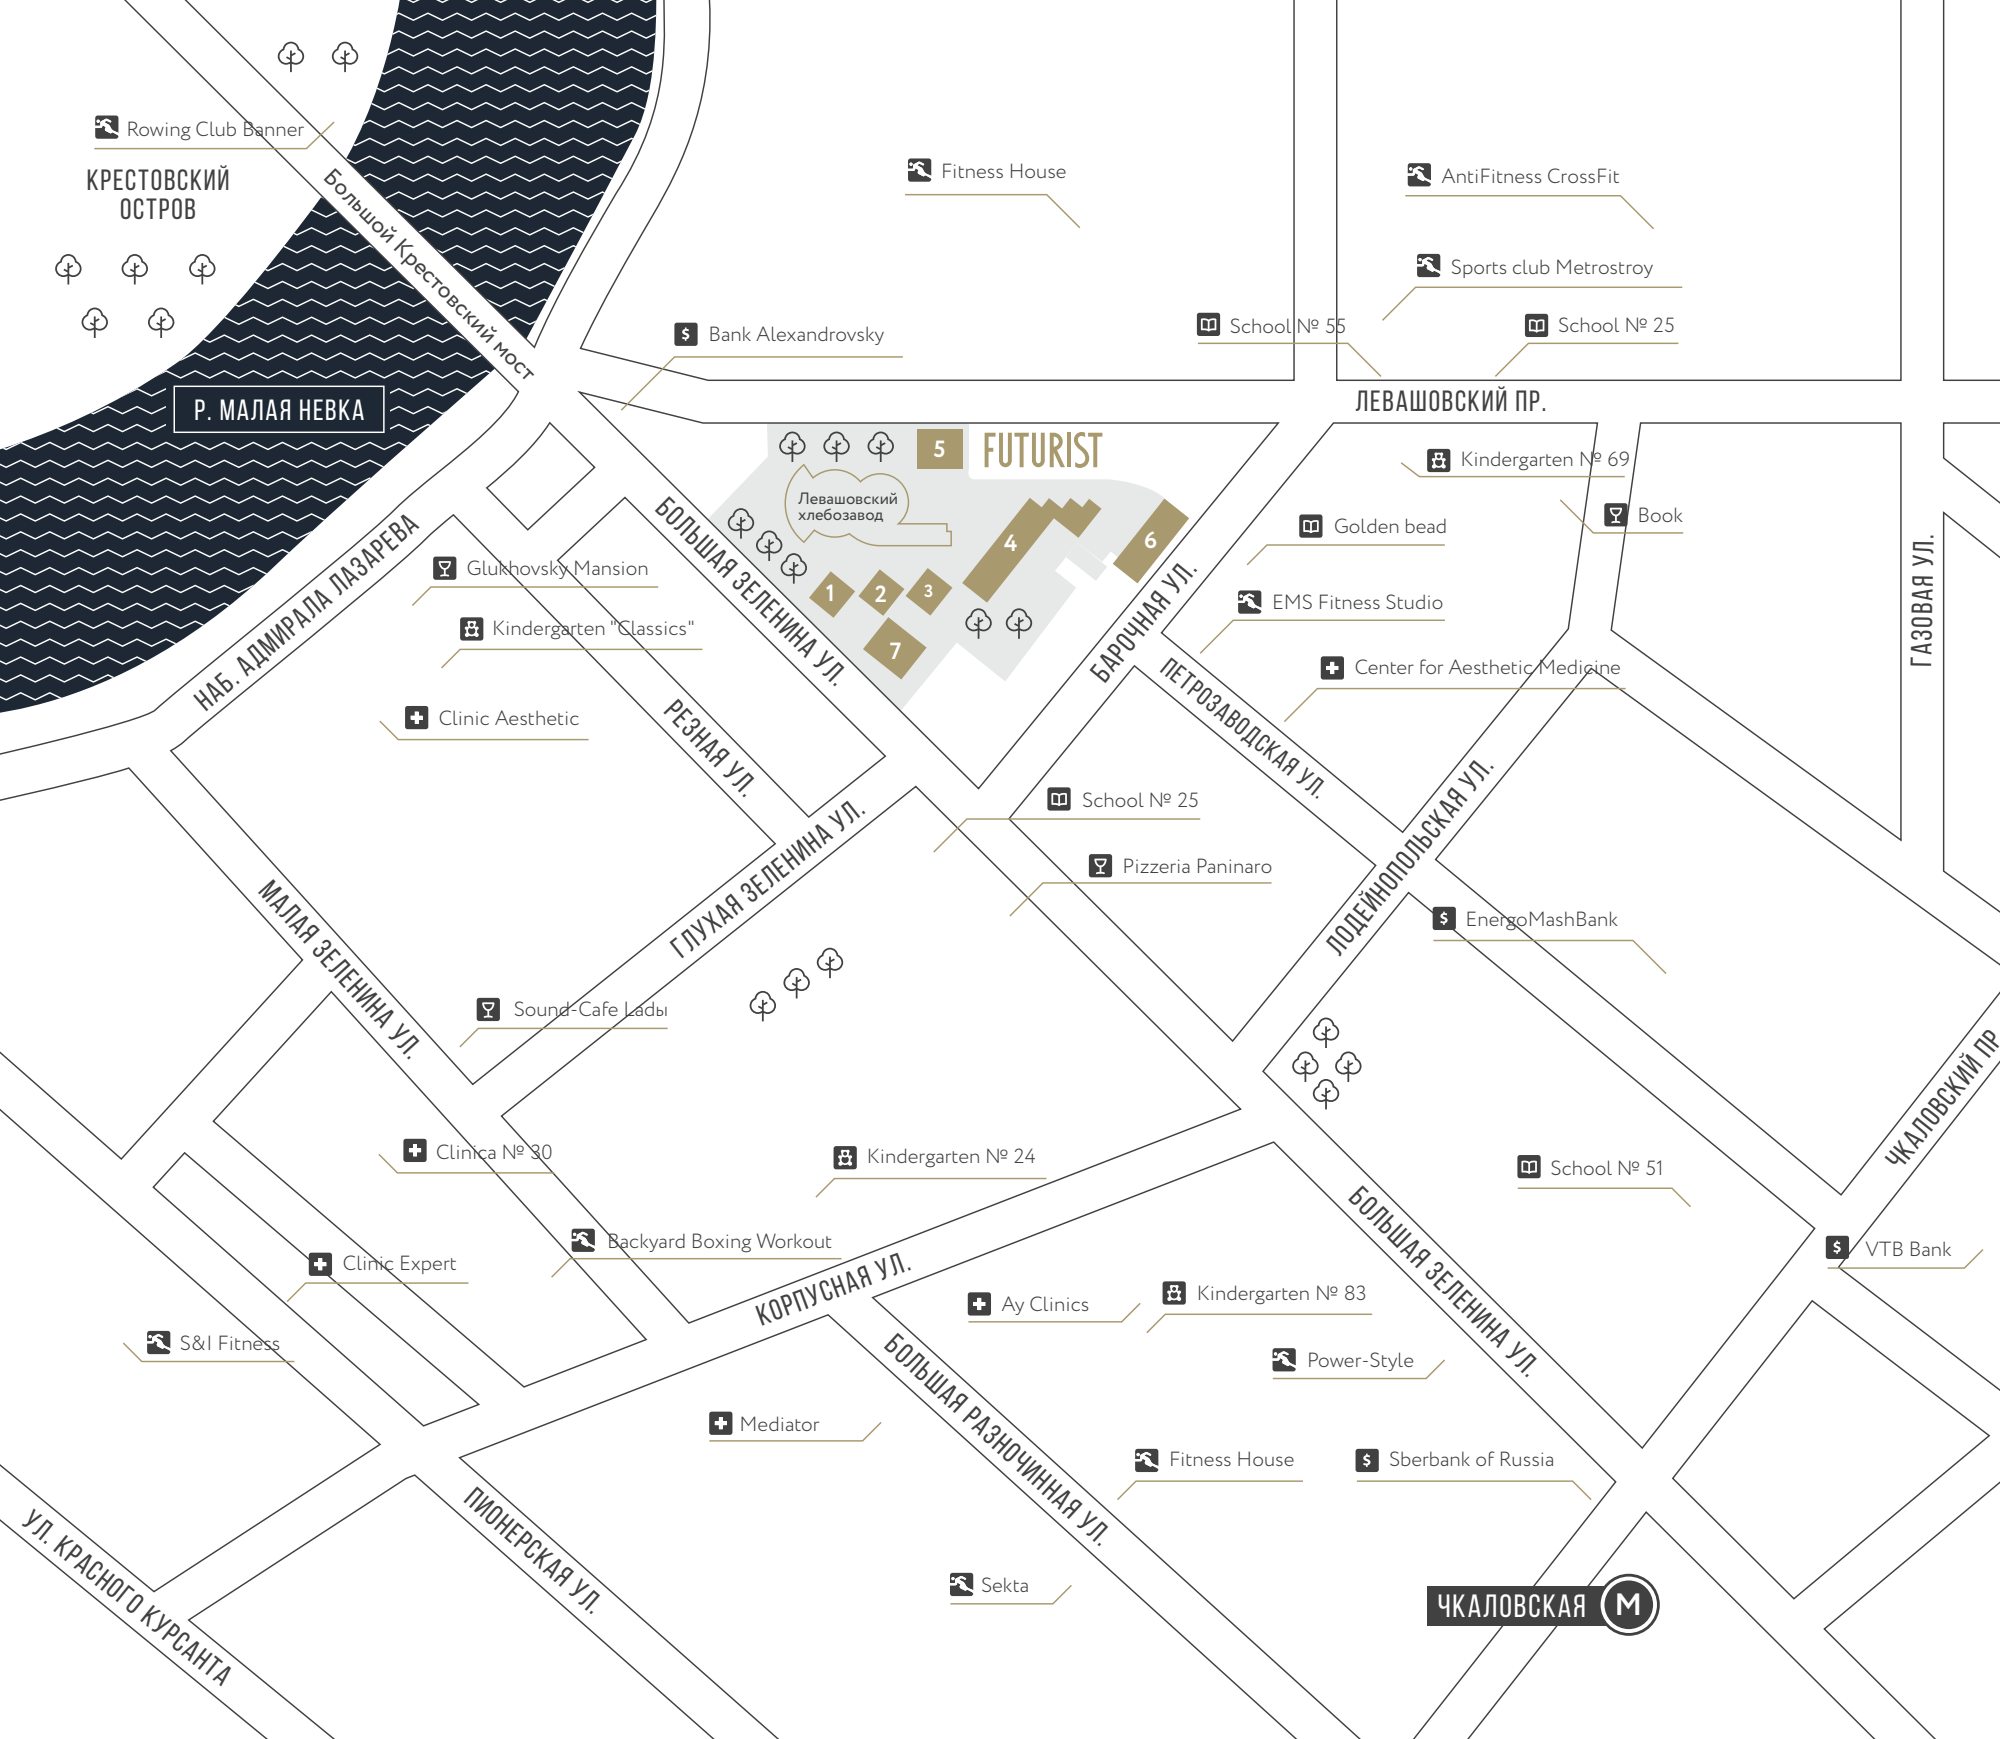 Rowing Club Banner
КРЕСТОВСКИЙ
ОСТРОВ
Большой Крестовский мост
Fitness House
AntiFitness CrossFit
Sports club Metrostroy
Bank Alexandrovsky
School № 55
School № 25
Р. МАЛАЯ НЕВКА
ЛЕВАШОВСКИЙ ПР.
5
FUTURIST
Kindergarten № 69
Левашовский
хлебозавод
Book
Golden bead
4
6
НАБ. АДМИРАЛА ЛАЗАРЕВА
БОЛЬШАЯ ЗЕЛЕНИНА УЛ.
Glukhovsky Mansion
1
2
3
БАРОЧНАЯ УЛ.
EMS Fitness Studio
ГАЗОВАЯ УЛ.
Kindergarten "Classics"
7
Center for Aesthetic Medicine
Clinic Aesthetic
РЕЗНАЯ УЛ.
ПЕТРОЗАВОДСКАЯ УЛ.
School № 25
ЛОДЕЙНОПОЛЬСКАЯ УЛ.
ГЛУХАЯ ЗЕЛЕНИНА УЛ.
Pizzeria Paninaro
EnergoMashBank
МАЛАЯ ЗЕЛЕНИНА УЛ.
Sound-Cafe Ladы
ЧКАЛОВСКИЙ ПР
Clinica № 30
Kindergarten № 24
School № 51
Backyard Boxing Workout
VTB Bank
Clinic Expert
КОРПУСНАЯ УЛ.
БОЛЬШАЯ ЗЕЛЕНИНА УЛ.
Ay Clinics
Kindergarten № 83
S&I Fitness
Power-Style
Mediator
БОЛЬШАЯ РАЗНОЧИННАЯ УЛ.
Fitness House
Sberbank of Russia
ПИОНЕРСКАЯ УЛ.
УЛ. КРАСНОГО КУРСАНТА
Sekta
ЧКАЛОВСКАЯ М